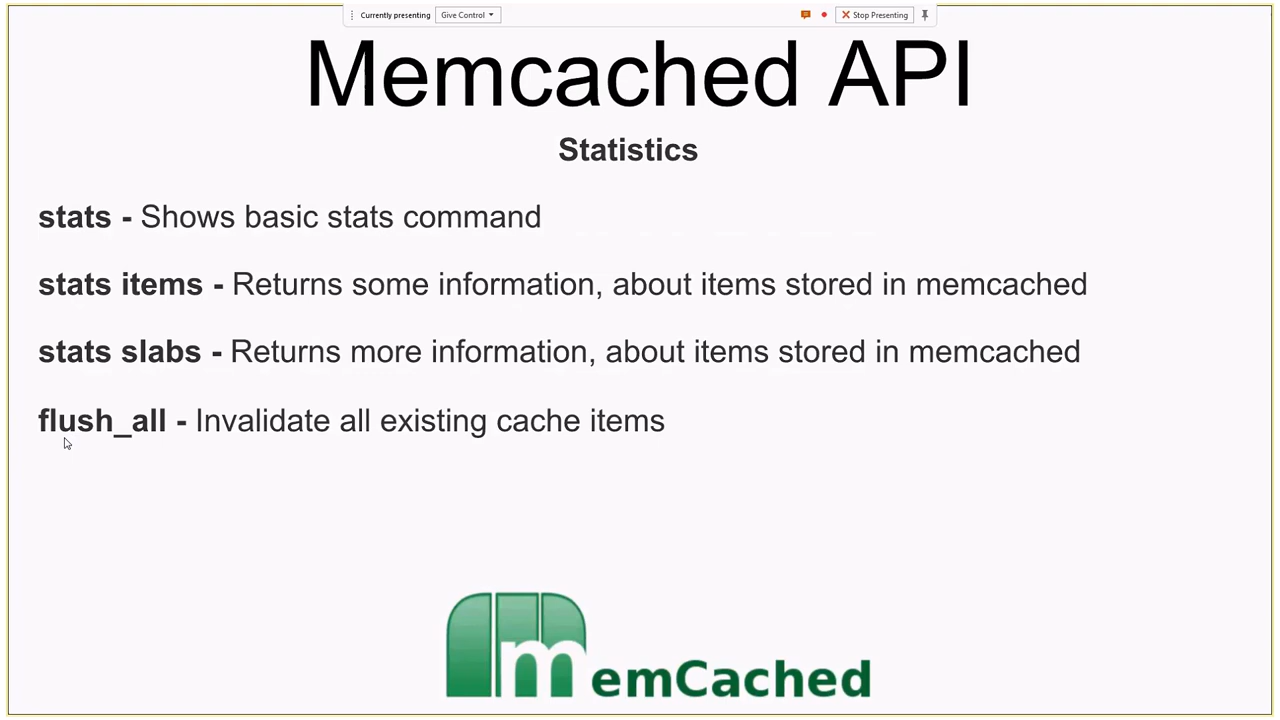 Currently presenting Give Control Stop Presenting
Memcached API
Statistics
stats - Shows basic stats command
stats items - Returns some information, about items stored in memcached
stats slabs - Returns more information, about items stored in memcached
flush_all - Invalidate all existing cache items
memCached